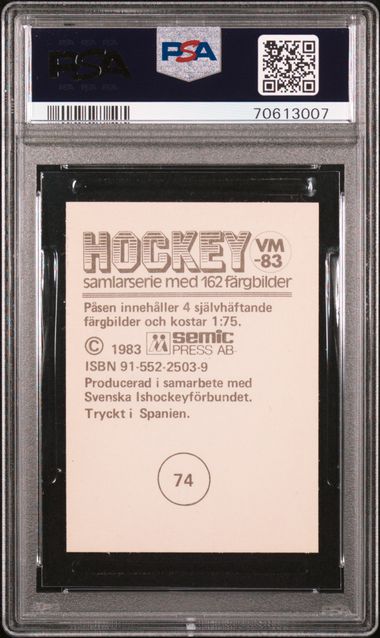 PSA
PSA
70613007
HOCKEY VM
-83
samlarserie med 162 färgbilder
Påsen innehåller 4 självhäftande
färgbilder och kostar 1:75.
© 1983 semic
PRESS AB
ISBN 91-552-2503-9
Producerad i samarbete med
Svenska Ishockeyförbundet.
Tryckt i Spanien.
74